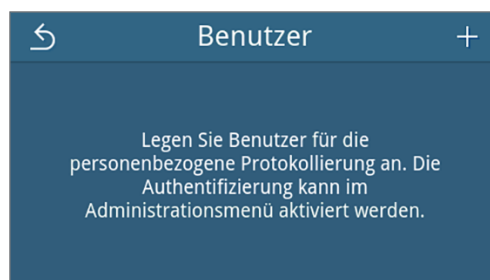 Benutzer
Legen Sie Benutzer für die
personenbezogene Protokollierung an. Die
Authentifizierung kann im
Administrationsmenü aktiviert werden.